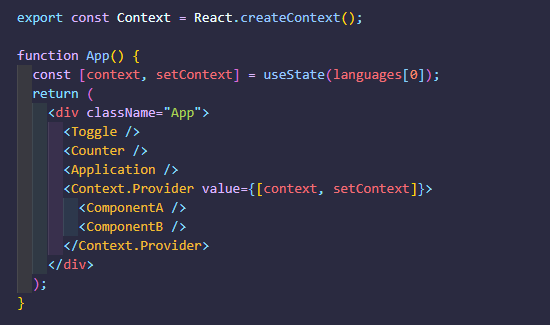 export const Context = React.createContext();

function App() {
  const [context, setContext] = useState(languages[0]);
  return (
    <div className="App">
      <Toggle />
      <Counter />
      <Application />
      <Context.Provider value={[context, setContext]}>
        <ComponentA />
        <ComponentB />
      </Context.Provider>
    </div>
  );
}